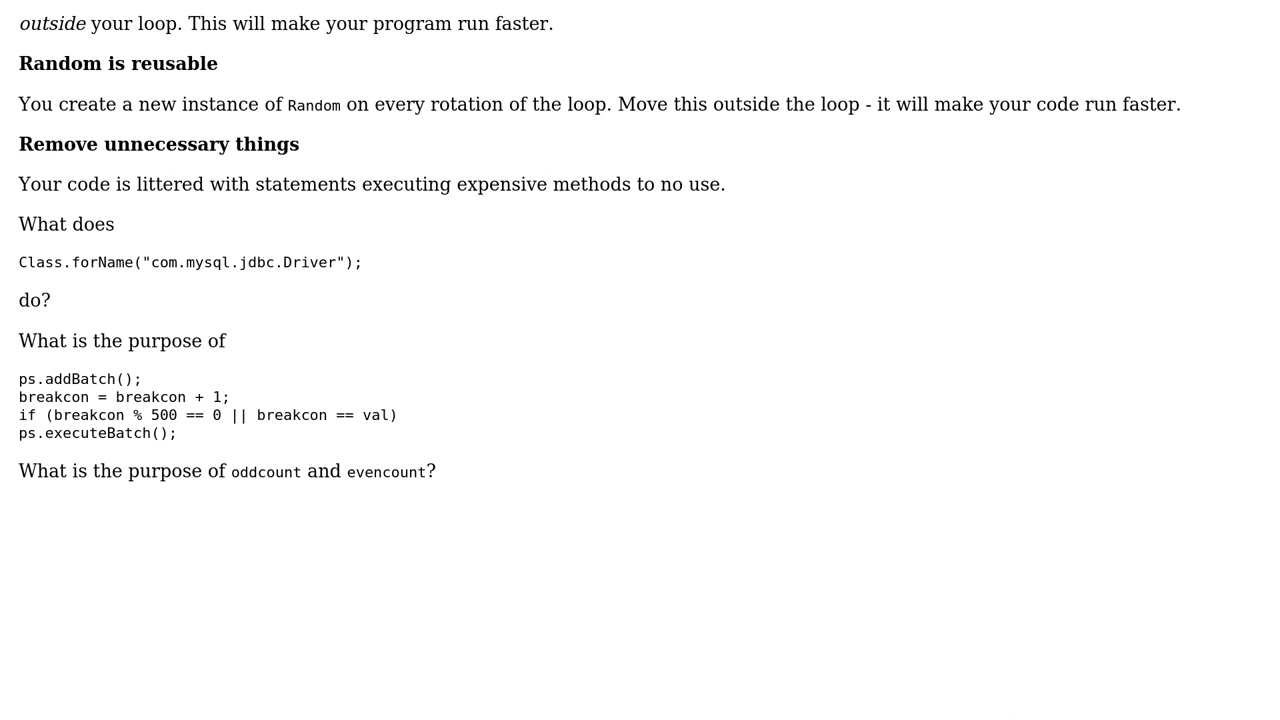 outside your loop. This will make your program run faster.
Random is reusable
You create a new instance of Random on every rotation of the loop. Move this outside the loop - it will make your code run faster.
Remove unnecessary things
Your code is littered with statements executing expensive methods to no use.
What does
Class.forName("com.mysql.jdbc.Driver");
do?
What is the purpose of
ps.addBatch();
breakcon = breakcon + 1;
if (breakcon % 500 == 0 || breakcon == val)
ps.executeBatch();
What is the purpose of oddcount and evencount?